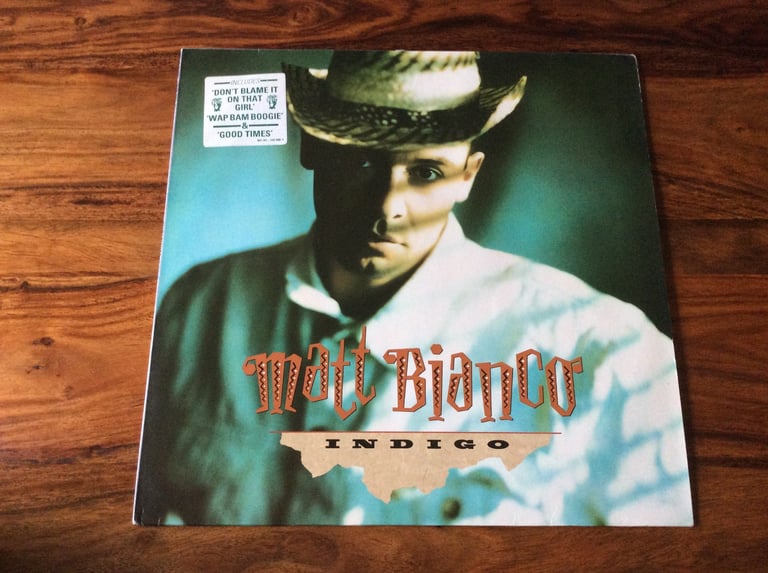 INCLUDES
'DON'T BLAME IT
ON THAT
GIRL'
'WAP BAM BOOGIE'
&
'GOOD TIMES'
Matt Bianco
INDIGO